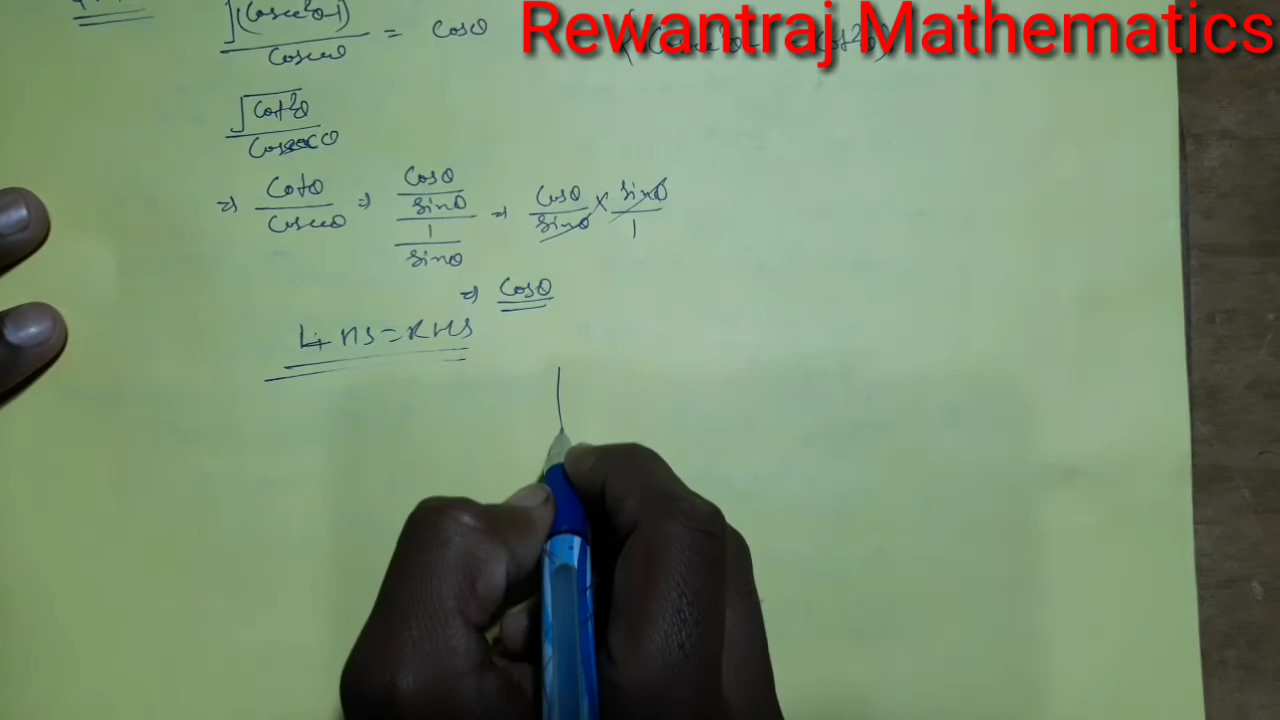 Rewantraj Mathematics
√(Cosec²θ-1) / Cosecθ = Cosθ
√Cot²θ / Cosecθ
⇒ Cotθ / Cosecθ ⇒ Cosθ/Sinθ / 1/Sinθ ⇒ Cosθ/Sinθ × Sinθ/1
⇒ Cosθ
LHS = RHS